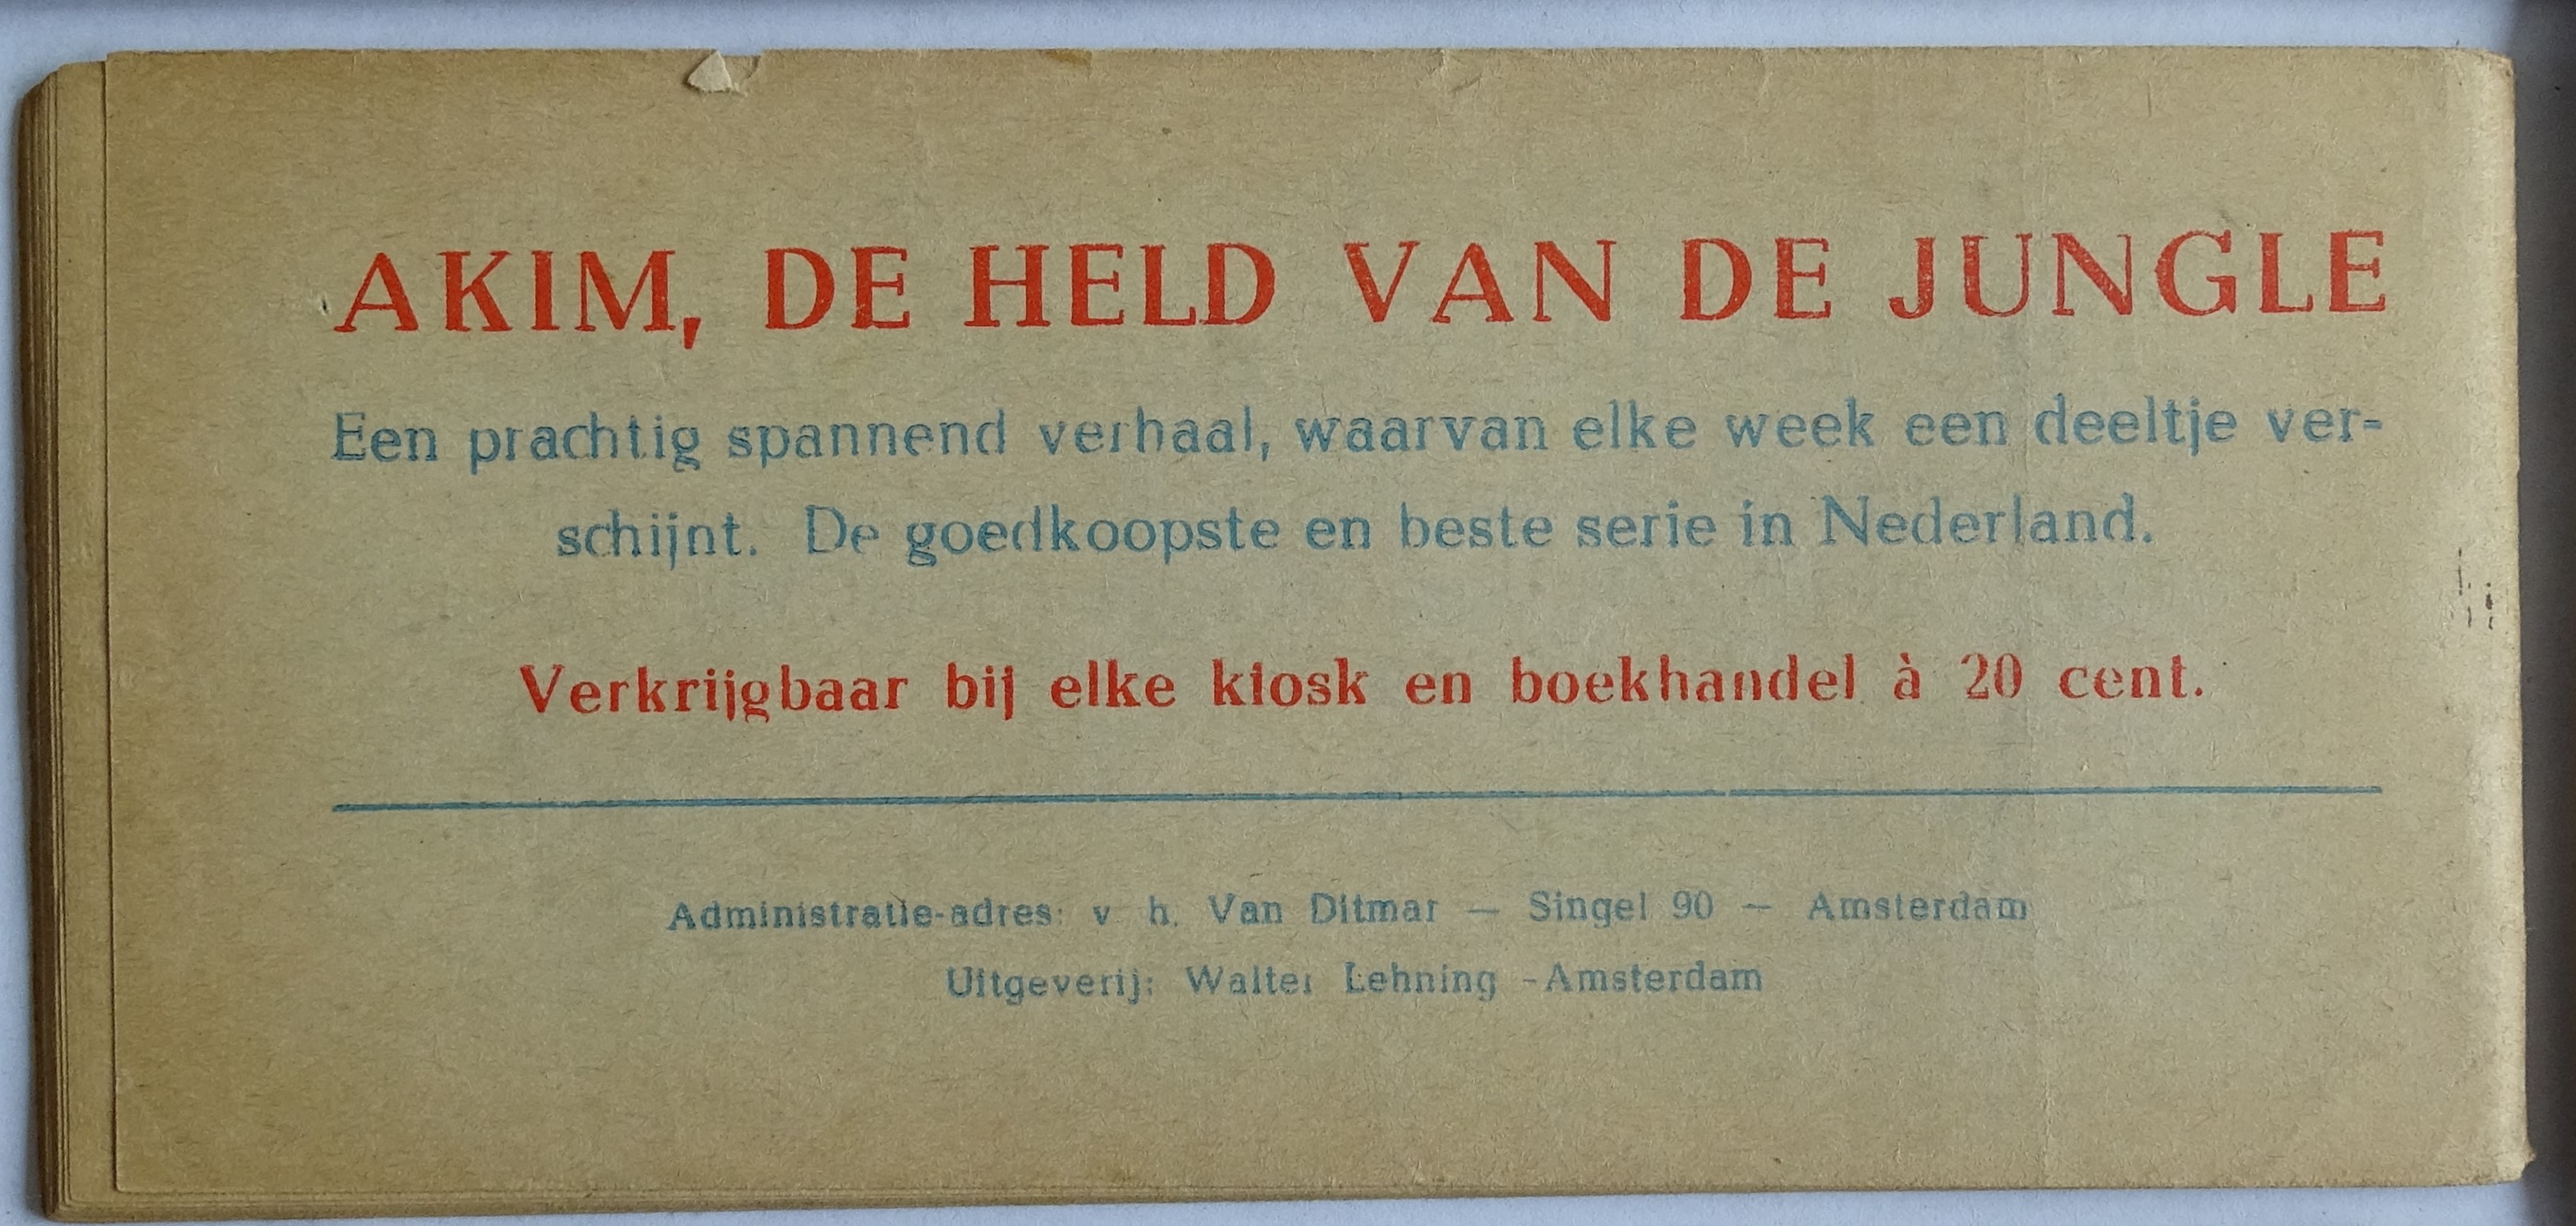 AKIM, DE HELD VAN DE JUNGLE
Een prachtig spannend verhaal, waarvan elke week een deeltje ver-
schijnt. De goedkoopste en beste serie in Nederland.
Verkrijgbaar bij elke kiosk en boekhandel à 20 cent.
Administratie-adres: v h. Van Ditmar — Singel 90 — Amsterdam
Uitgeverij: Walter Lehning -Amsterdam